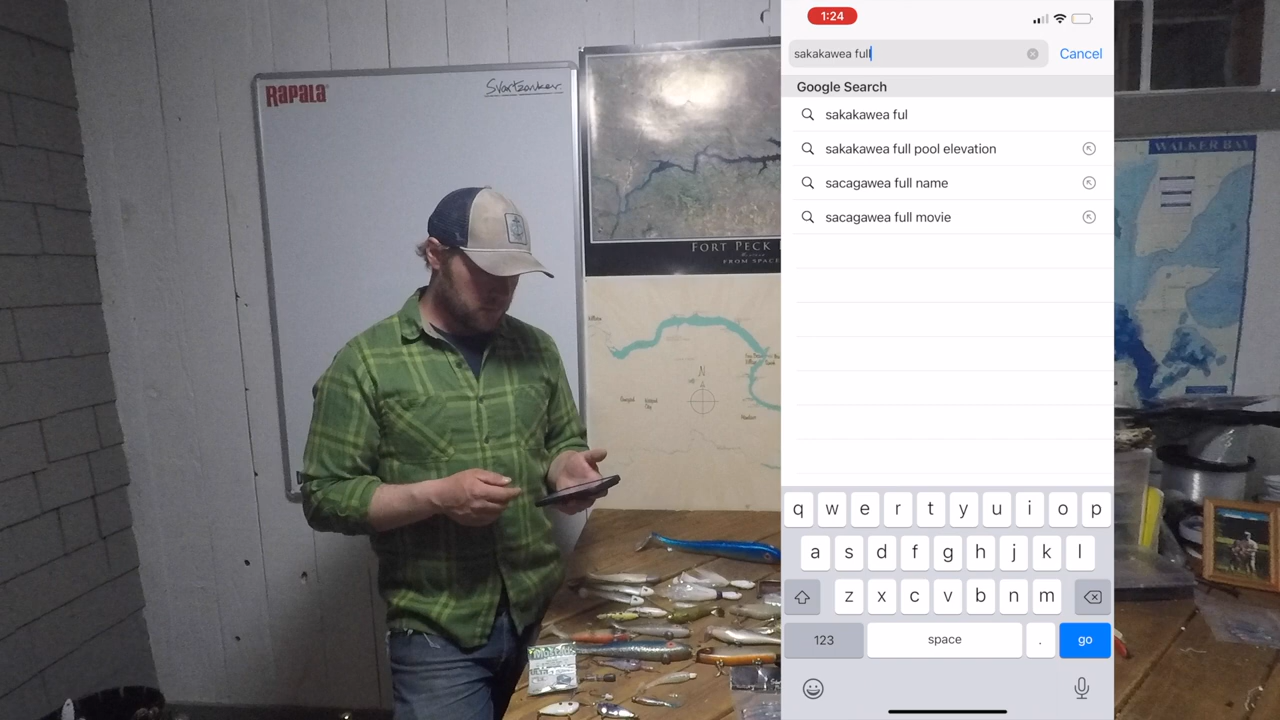 RAPALA
Svartzonker
FORT PECK
FROM SPACE
N
1:24
sakakawea full
Cancel
Google Search
sakakawea ful
sakakawea full pool elevation
sacagawea full name
sacagawea full movie
q w e r t y u i o p
a s d f g h j k l
z x c v b n m
123 space . go
WALKER BAY